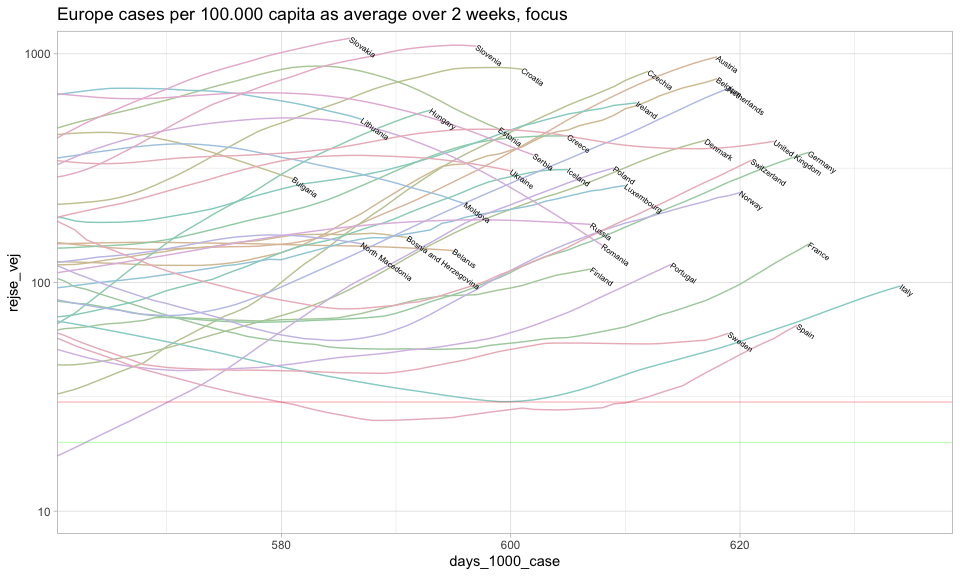 Europe cases per 100.000 capita as average over 2 weeks, focus
1000
100
10
rejse_vej
Slovakia
Slovenia
Croatia
Austria
Czechia
Belgium
Netherlands
Ireland
Hungary
Lithuania
Estonia
Greece
Denmark
United Kingdom
Germany
Serbia
Switzerland
Iceland
Ukraine
Poland
Bulgaria
Luxembourg
Norway
Moldova
Russia
Romania
North Macedonia
Bosnia and Herzegovina
Belarus
France
Portugal
Finland
Italy
Sweden
Spain
580
600
620
days_1000_case